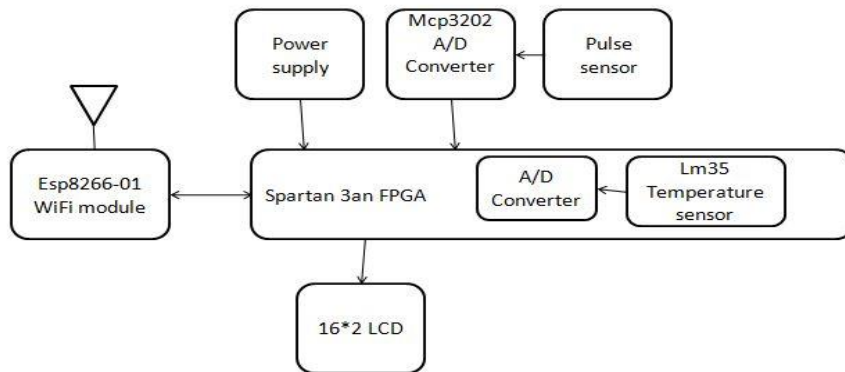 Power
supply
Mcp3202
A/D
Converter
Pulse
sensor
Esp8266-01
WiFi module
Spartan 3an FPGA
A/D
Converter
Lm35
Temperature
sensor
16*2 LCD